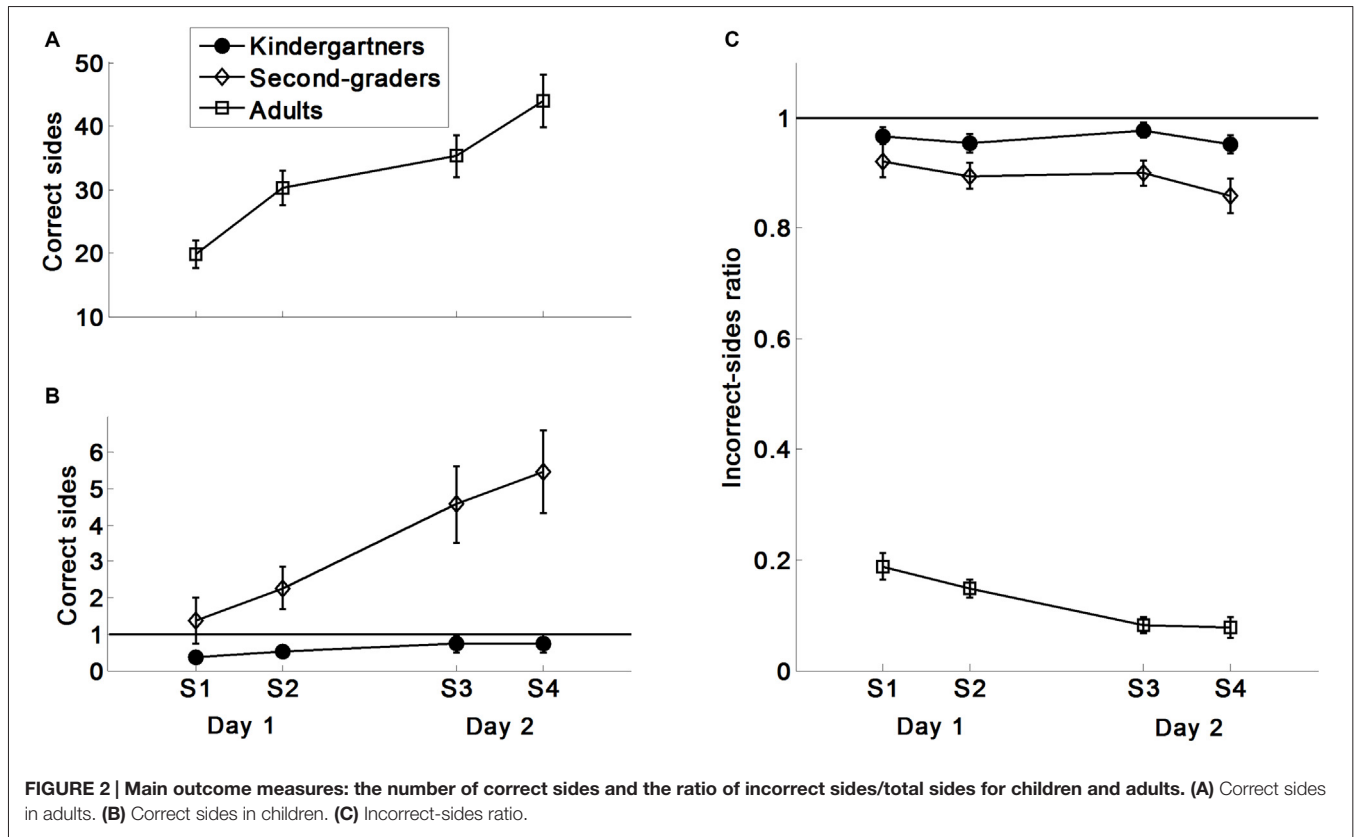 A
Kindergartners
Second-graders
Adults
50
40
30
20
10
Correct sides
B
6
5
4
3
2
1
0
Correct sides
S1 S2 S3 S4
Day 1 Day 2
C
1
0.8
0.6
0.4
0.2
0
Incorrect-sides ratio
S1 S2 S3 S4
Day 1 Day 2
FIGURE 2 | Main outcome measures: the number of correct sides and the ratio of incorrect sides/total sides for children and adults. (A) Correct sides
in adults. (B) Correct sides in children. (C) Incorrect-sides ratio.